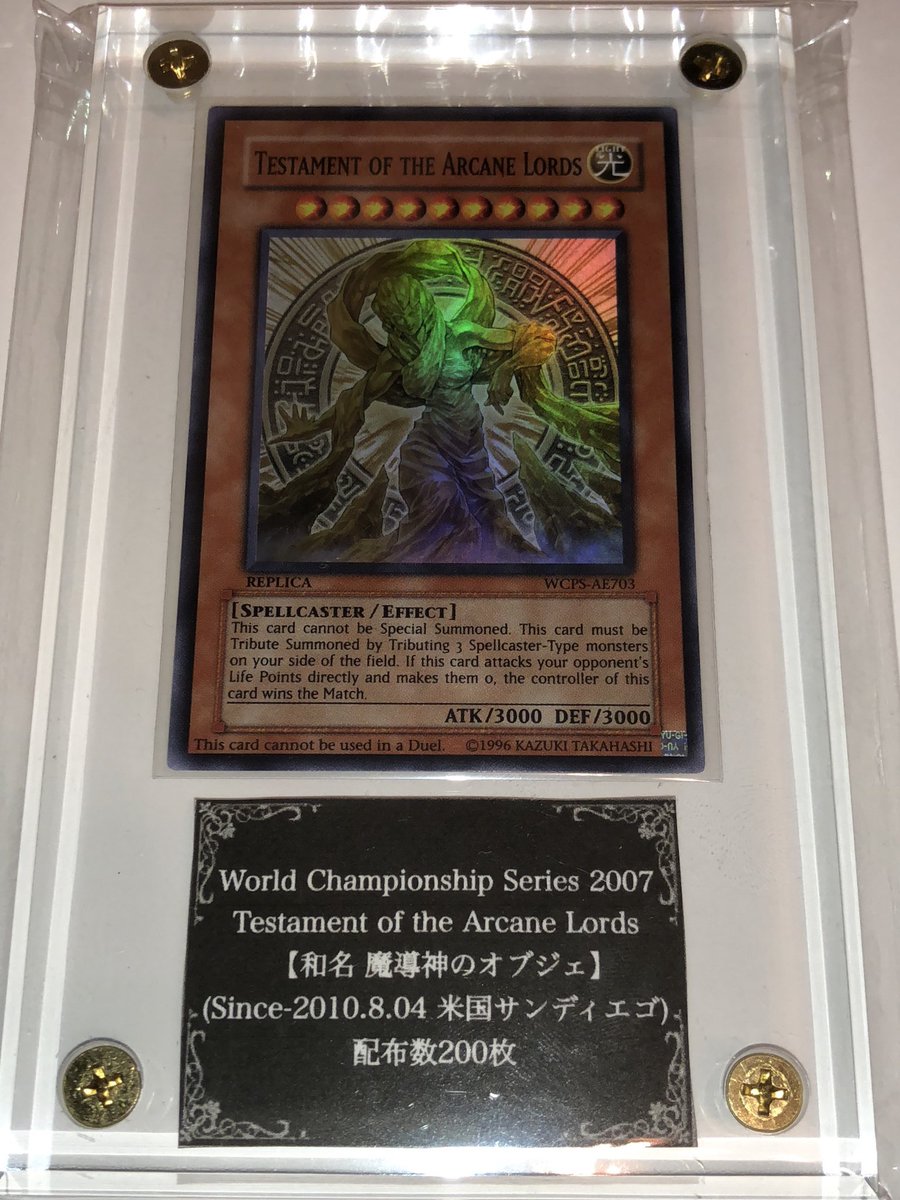 TESTAMENT OF THE ARCANE LORDS
LIGHT
光
REPLICA
WCPS-AE703
[SPELLCASTER / EFFECT]
This card cannot be Special Summoned. This card must be
Tribute Summoned by Tributing 3 Spellcaster-Type monsters
on your side of the field. If this card attacks your opponent's
Life Points directly and makes them 0, the controller of this
card wins the Match.
ATK/3000 DEF/3000
This card cannot be used in a Duel. ©1996 KAZUKI TAKAHASHI
World Championship Series 2007
Testament of the Arcane Lords
【和名 魔導神のオブジェ】
(Since-2010.8.04 米国サンディエゴ)
配布数200枚